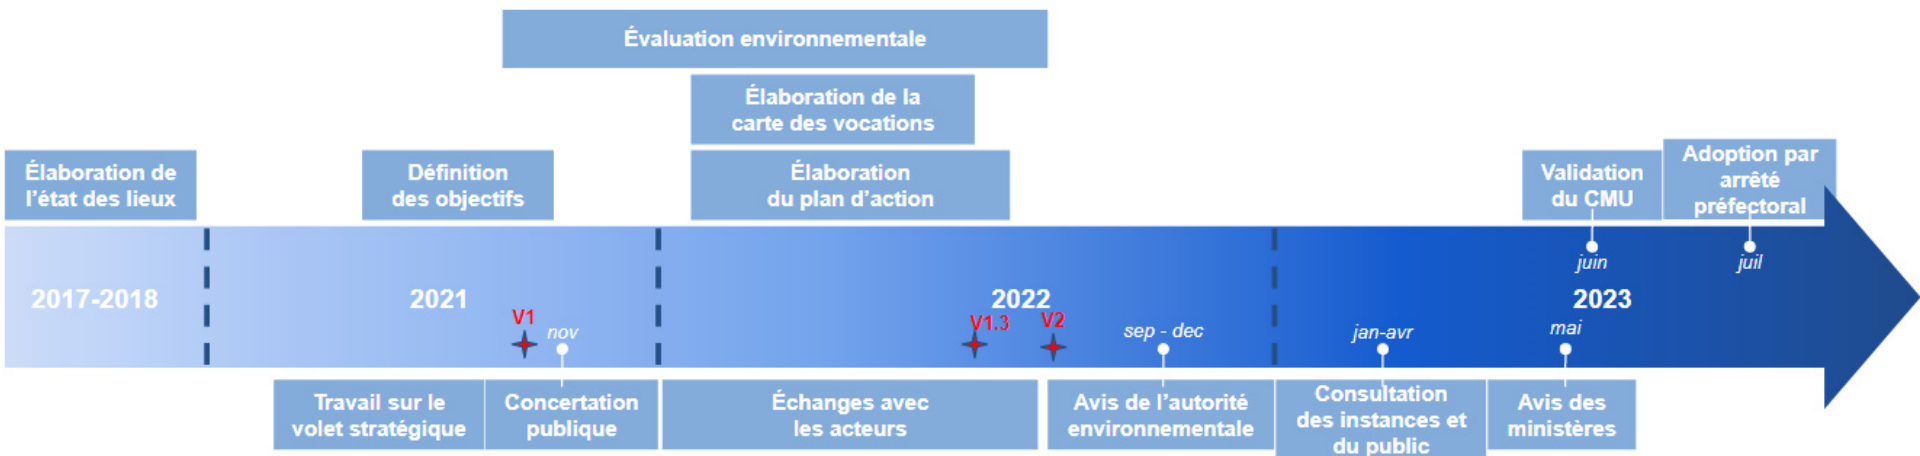 Évaluation environnementale
Élaboration de la
carte des vocations
Élaboration de
l'état des lieux
Définition
des objectifs
Élaboration
du plan d'action
Validation
du CMU
Adoption par
arrêté
préfectoral
juin
juil
2017-2018
2021
2022
2023
V1
nov
V1.3
V2
sep - dec
jan-avr
mai
Travail sur le
volet stratégique
Concertation
publique
Échanges avec
les acteurs
Avis de l'autorité
environnementale
Consultation
des instances et
du public
Avis des
ministères